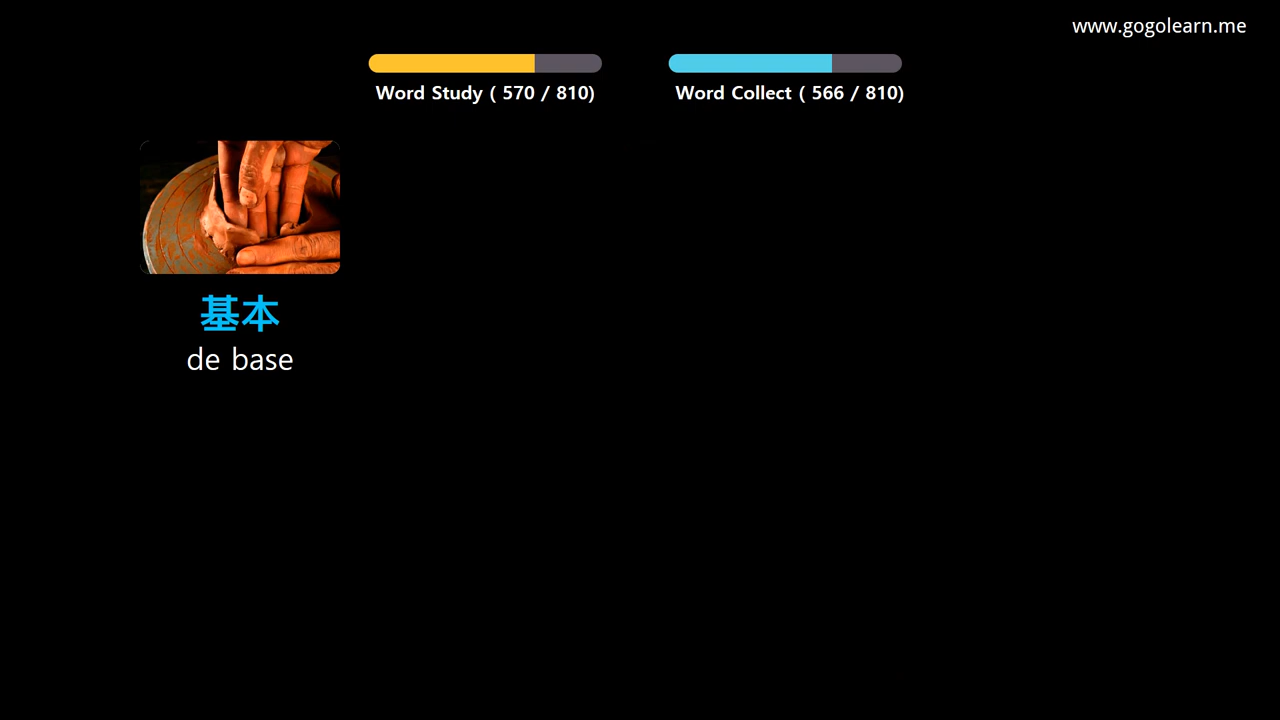 www.gogolearn.me
Word Study ( 570 / 810)
Word Collect ( 566 / 810)
基本
de base